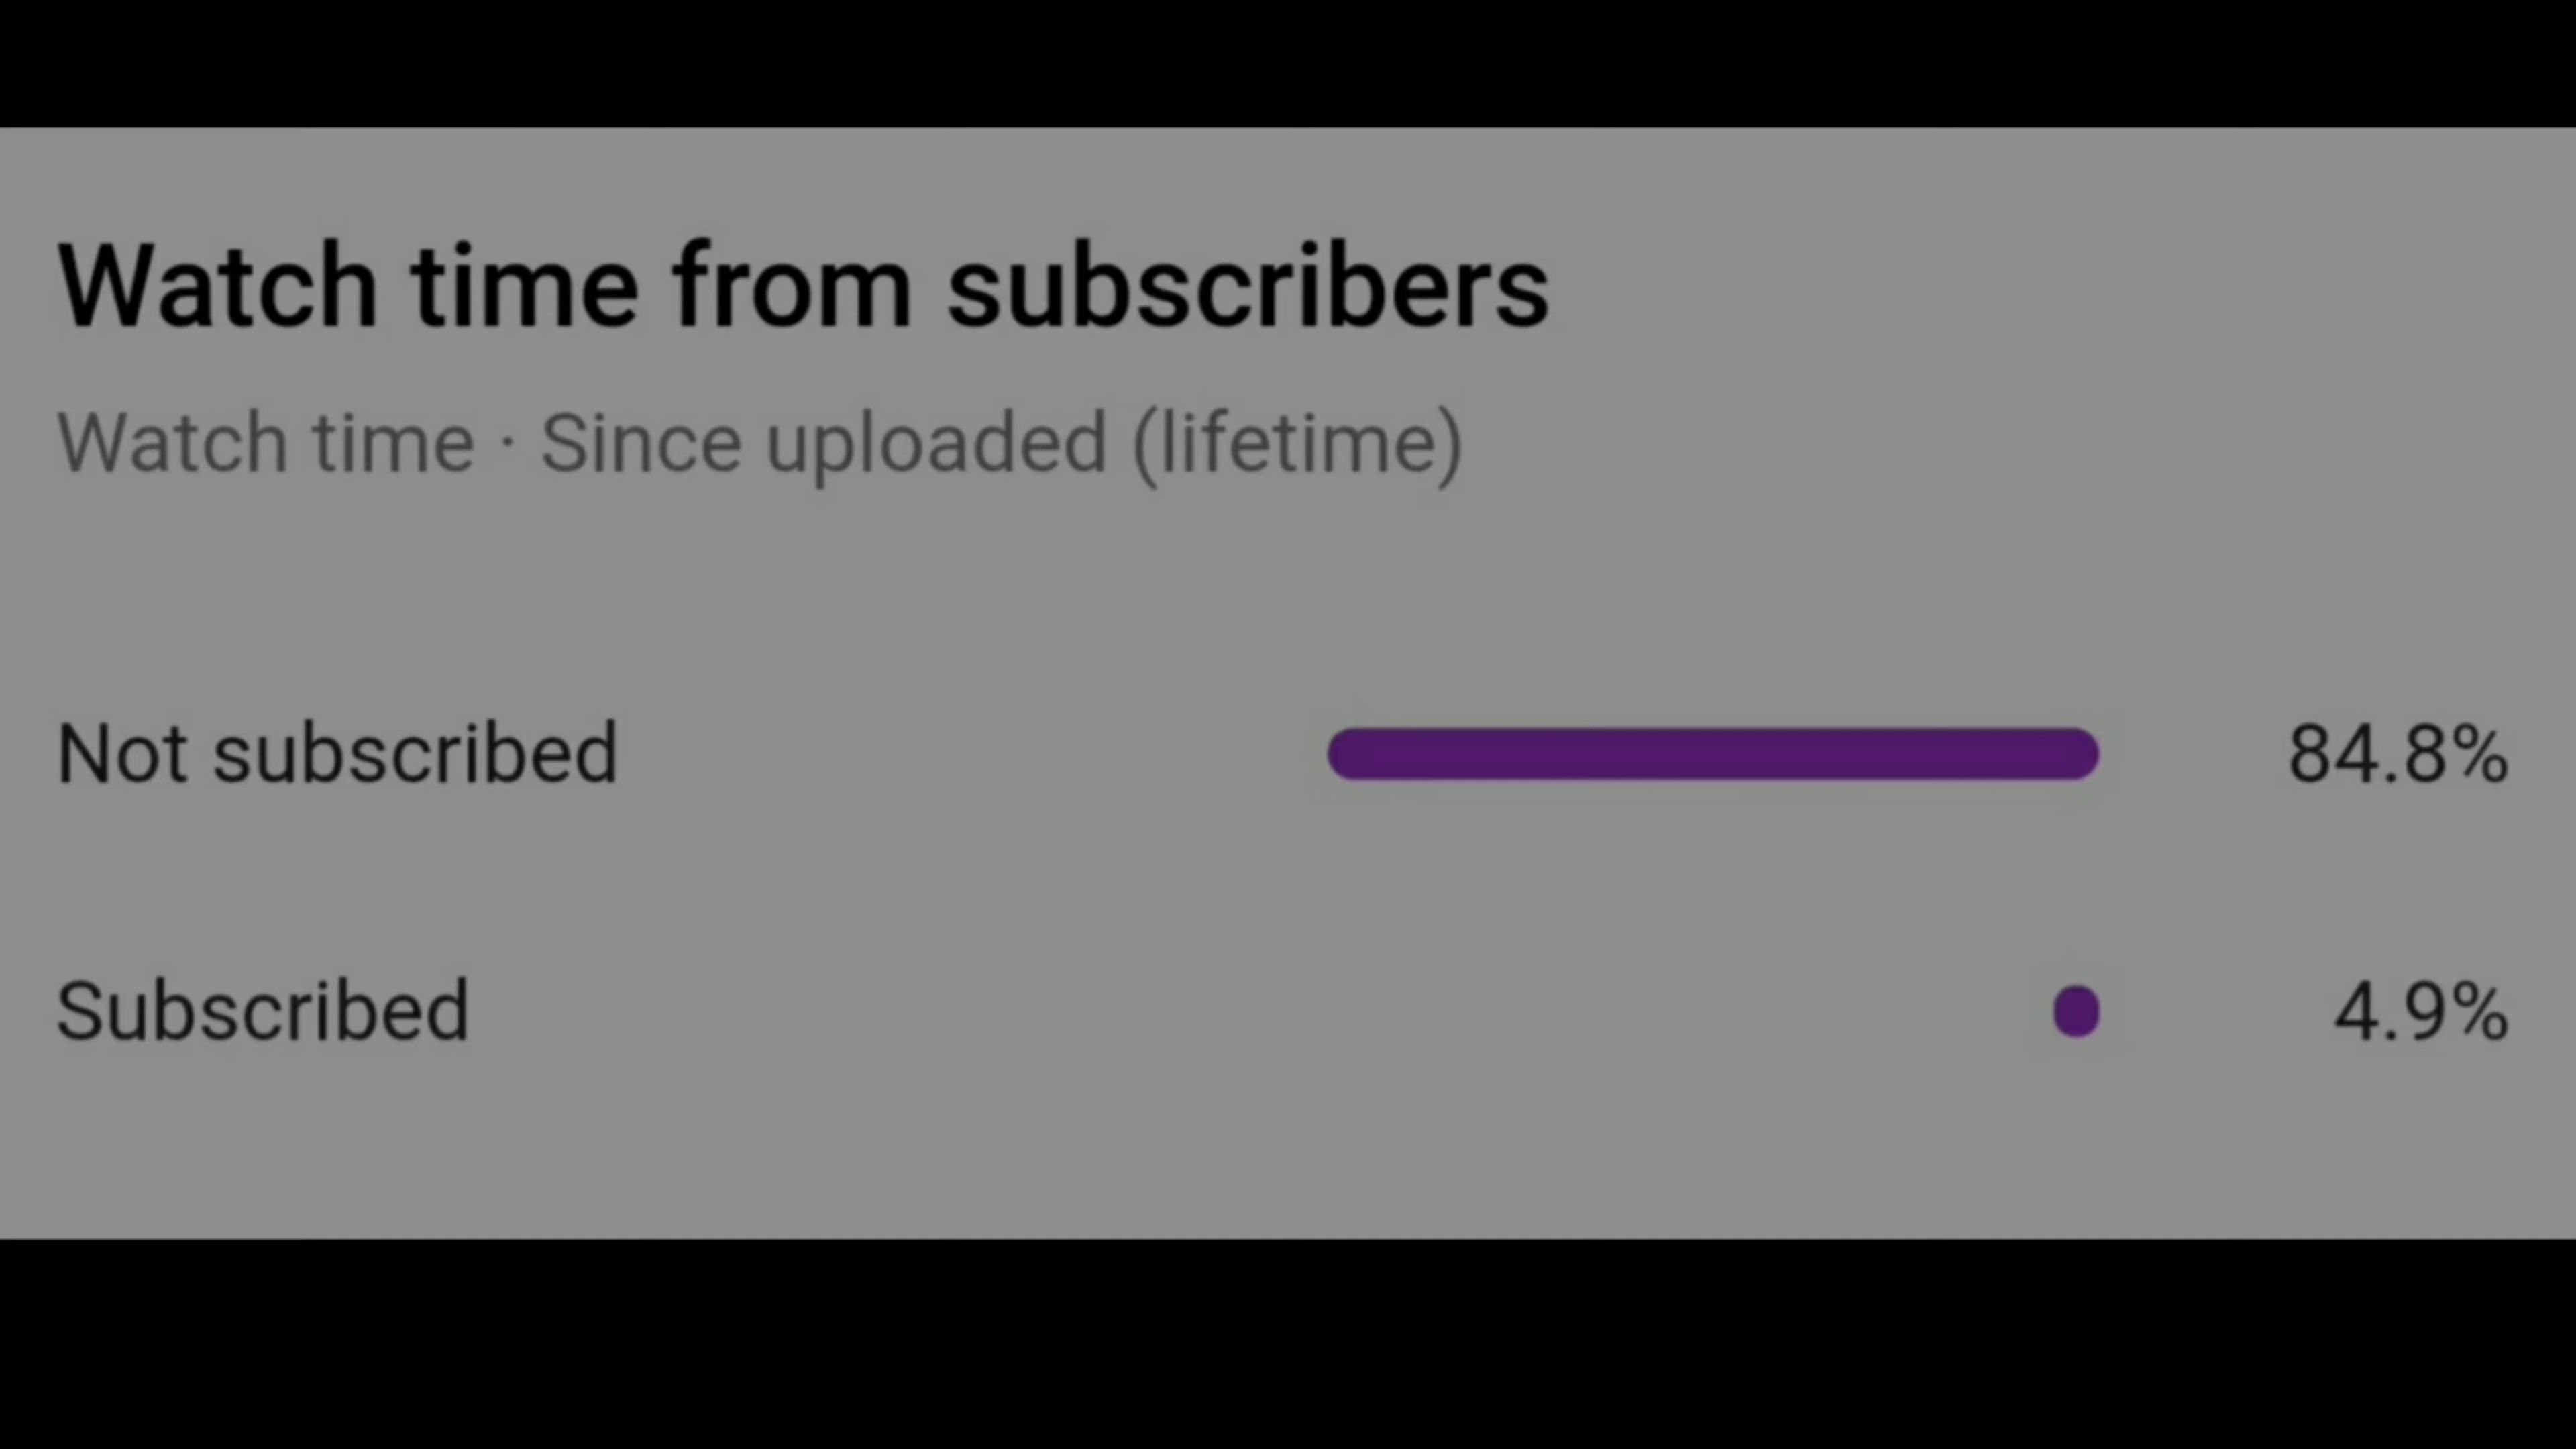 Watch time from subscribers
Watch time · Since uploaded (lifetime)
Not subscribed 84.8%
Subscribed 4.9%